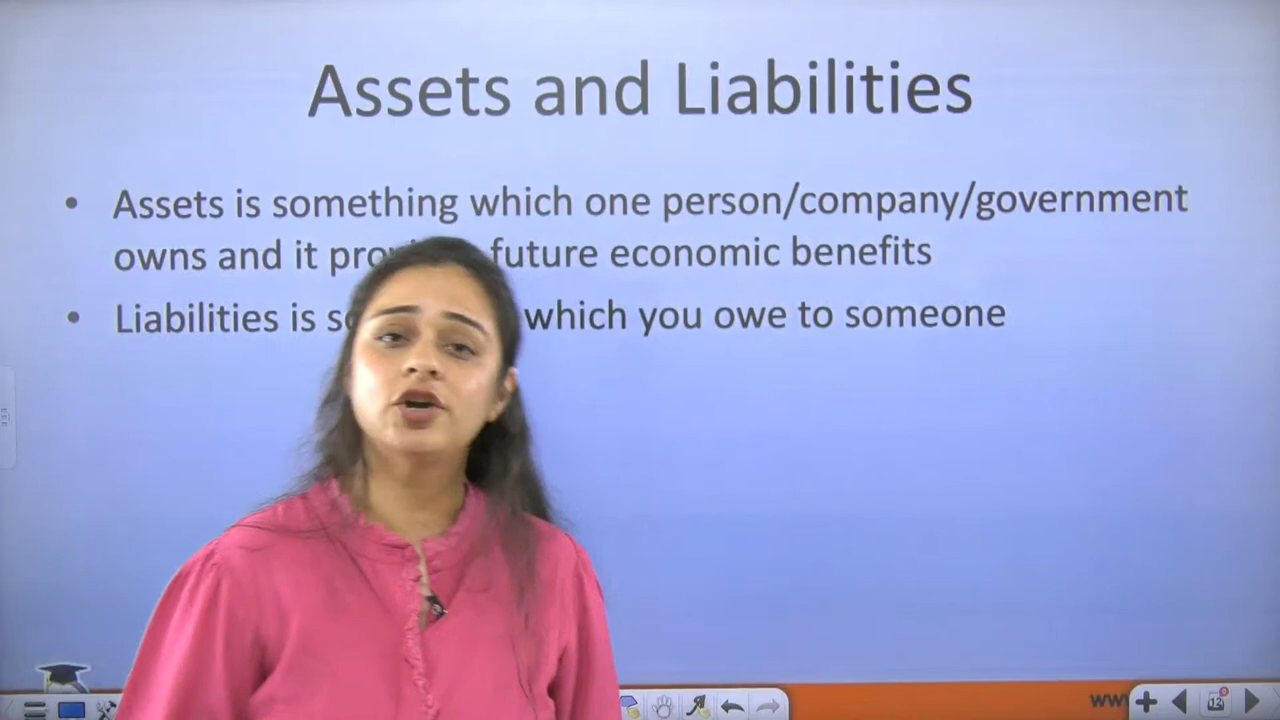 Assets and Liabilities
• Assets is something which one person/company/government
owns and it future economic benefits
• Liabilities is which you owe to someone
12